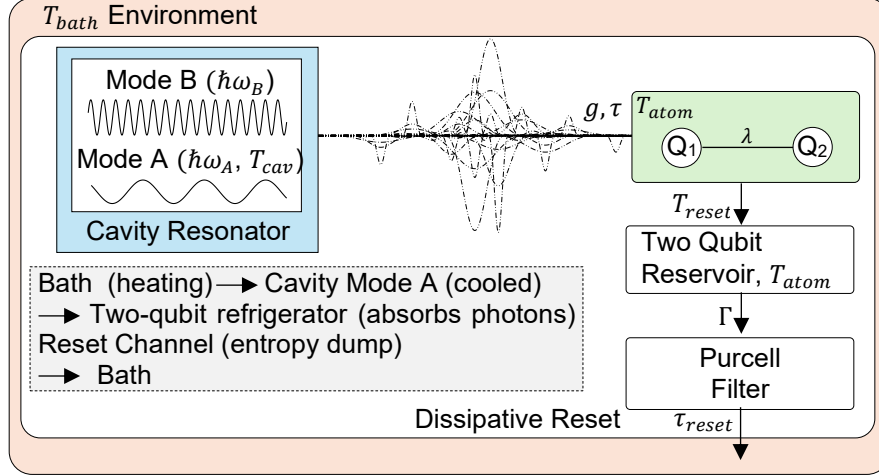 T_bath Environment
Mode B (ℏω_B)
Mode A (ℏω_A, T_cav)
Cavity Resonator
g, τ
T_atom
Q₁ λ Q₂
T_reset
Two Qubit
Reservoir, T_atom
Γ
Purcell
Filter
τ_reset
Bath (heating) → Cavity Mode A (cooled)
→ Two-qubit refrigerator (absorbs photons)
Reset Channel (entropy dump)
→ Bath
Dissipative Reset